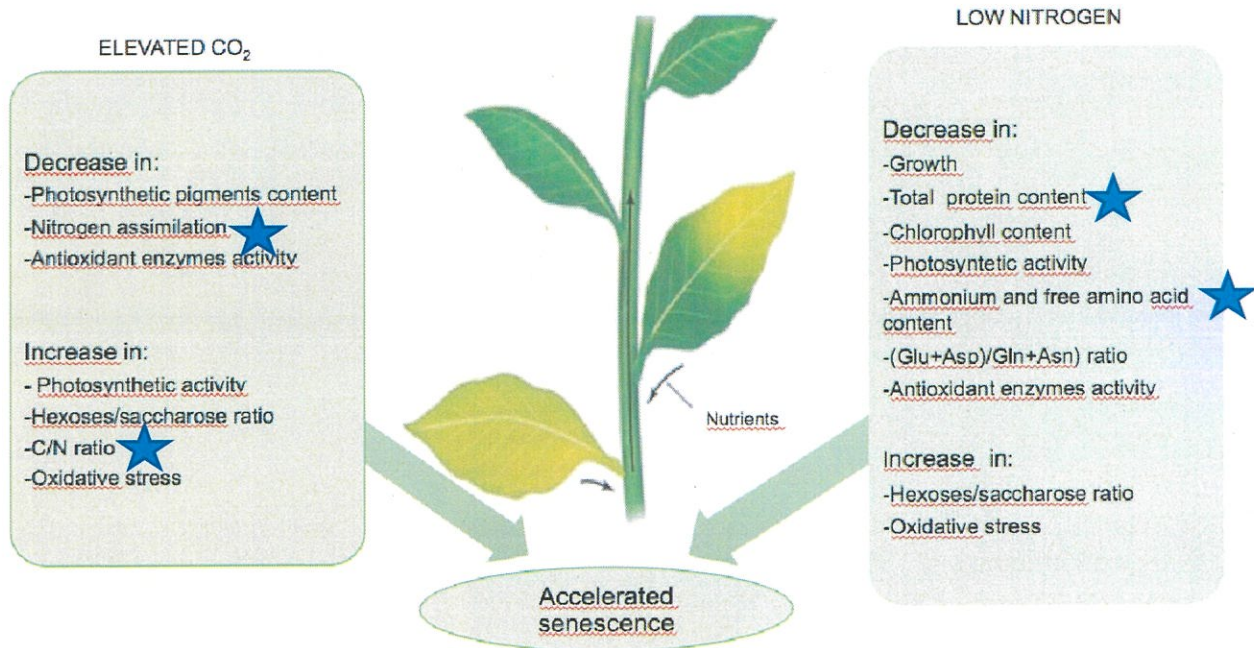 ELEVATED CO₂
Decrease in:
-Photosynthetic pigments content
-Nitrogen assimilation
-Antioxidant enzymes activity
Increase in:
- Photosynthetic activity
-Hexoses/saccharose ratio
-C/N ratio
-Oxidative stress
Nutrients
LOW NITROGEN
Decrease in:
-Growth
-Total protein content
-Chlorophyll content
-Photosyntetic activity
-Ammonium and free amino acid
content
-(Glu+Asp)/Gln+Asn) ratio
-Antioxidant enzymes activity
Increase in:
-Hexoses/saccharose ratio
-Oxidative stress
Accelerated
senescence